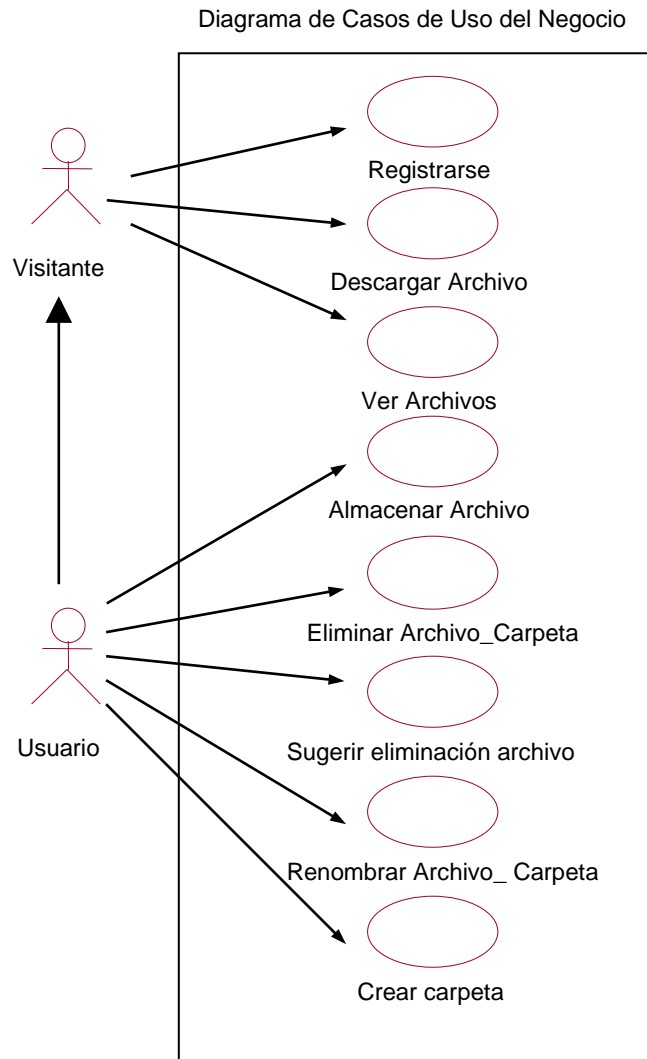 Diagrama de Casos de Uso del Negocio
Registrarse
Visitante
Descargar Archivo
Ver Archivos
Almacenar Archivo
Eliminar Archivo_Carpeta
Usuario
Sugerir eliminación archivo
Renombrar Archivo_ Carpeta
Crear carpeta